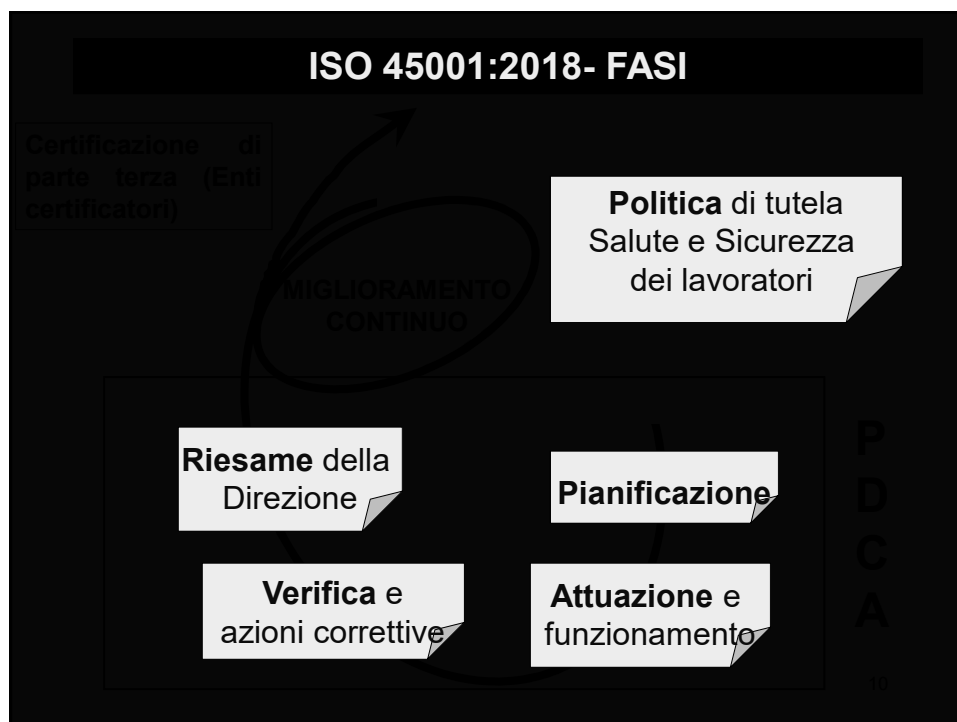 ISO 45001:2018- FASI
Certificazione di
parte terza (Enti
certificatori)
Politica di tutela
Salute e Sicurezza
dei lavoratori
MIGLIORAMENTO
CONTINUO
Riesame della
Direzione
Pianificazione
Verifica e
azioni correttive
Attuazione e
funzionamento
P
D
C
A
10